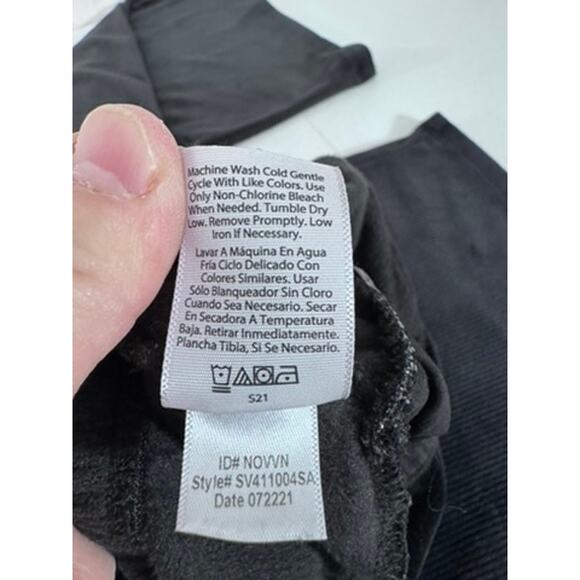 Machine Wash Cold Gentle
Cycle With Like Colors. Use
Only Non-Chlorine Bleach
When Needed. Tumble Dry
Low. Remove Promptly. Low
Iron If Necessary.
Lavar A Máquina En Agua
Fría Ciclo Delicado Con
Colores Similares. Usar
Sólo Blanqueador Sin Cloro
Cuando Sea Necesario. Secar
En Secadora A Temperatura
Baja. Retirar Inmediatamente.
Plancha Tibia, Si Se Necesario.
S21
ID# NOVVN
Style# SV411004SA
Date 072221